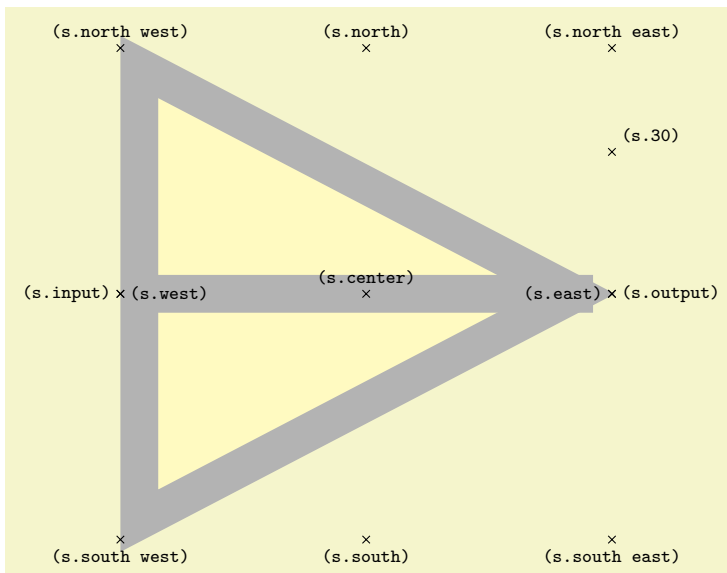 (s.north west) (s.north) (s.north east)
(s.30)
(s.center)
(s.input) (s.west) (s.east) (s.output)
(s.south west) (s.south) (s.south east)